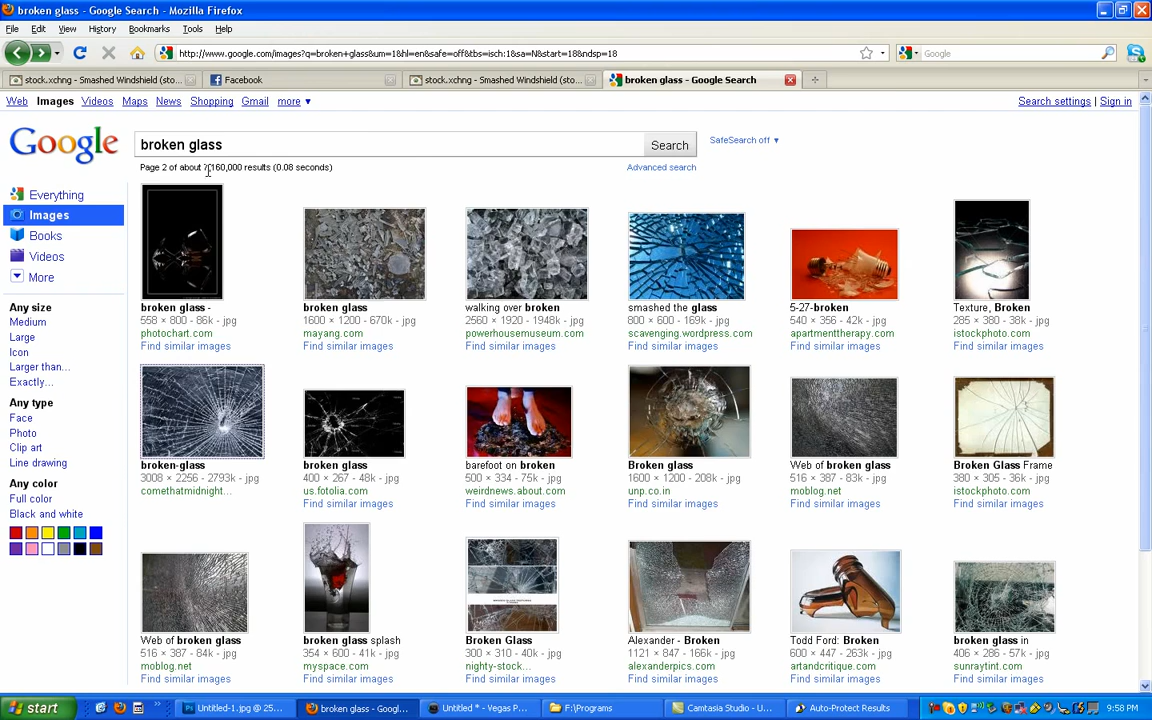 broken glass - Google Search - Mozilla Firefox
File Edit View History Bookmarks Tools Help
http://www.google.com/images?q=broken+glass&um=1&hl=en&safe=off&tbs=isch:1&sa=N&start=18&ndsp=18
Google
stock.xchng - Smashed Windshield (sto... Facebook stock.xchng - Smashed Windshield (sto... broken glass - Google Search
Web Images Videos Maps News Shopping Gmail more ▼ Search settings | Sign in
Google broken glass Search SafeSearch off ▼
Page 2 of about 160,000 results (0.08 seconds) Advanced search
Everything
Images
Books
Videos
More
Any size
Medium
Large
Icon
Larger than...
Exactly...
Any type
Face
Photo
Clip art
Line drawing
Any color
Full color
Black and white
broken glass - broken glass walking over broken smashed the glass 5-27-broken Texture, Broken
558 × 800 - 86k - jpg 1600 × 1200 - 670k - jpg 2560 × 1920 - 1948k - jpg 800 × 600 - 169k - jpg 540 × 356 - 42k - jpg 285 × 380 - 38k - jpg
photochart.com mayang.com powerhousemuseum.com scavenging.wordpress.com apartmenttherapy.com istockphoto.com
Find similar images Find similar images Find similar images Find similar images Find similar images Find similar images
broken-glass broken glass barefoot on broken Broken glass Web of broken glass Broken Glass Frame
3008 × 2256 - 2793k - jpg 400 × 267 - 48k - jpg 500 × 334 - 75k - jpg 1600 × 1200 - 208k - jpg 516 × 387 - 83k - jpg 380 × 305 - 36k - jpg
comethatmidnight... us.fotolia.com weirdnews.about.com unp.co.in moblog.net istockphoto.com
Find similar images Find similar images Find similar images Find similar images Find similar images
Web of broken glass broken glass splash Broken Glass Alexander - Broken Todd Ford: Broken broken glass in
516 × 387 - 84k - jpg 354 × 600 - 41k - jpg 300 × 310 - 40k - jpg 1121 × 847 - 166k - jpg 600 × 447 - 263k - jpg 406 × 286 - 57k - jpg
moblog.net myspace.com nighty-stock... alexanderpics.com artandcritique.com sunraytint.com
Find similar images Find similar images Find similar images Find similar images Find similar images Find similar images
start Untitled-1.jpg @ 25... broken glass - Googl... Untitled * - Vegas P... F:\Programs Camtasia Studio - U... Auto-Protect Results 9:58 PM